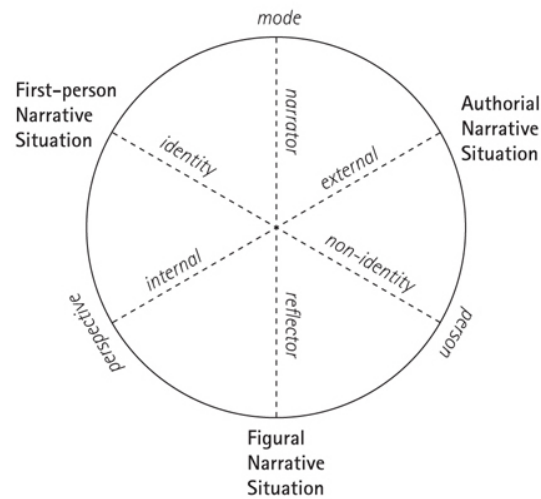 mode
First-person
Narrative
Situation
Authorial
Narrative
Situation
narrator
identity
external
internal
non-identity
reflector
perspective
person
Figural
Narrative
Situation